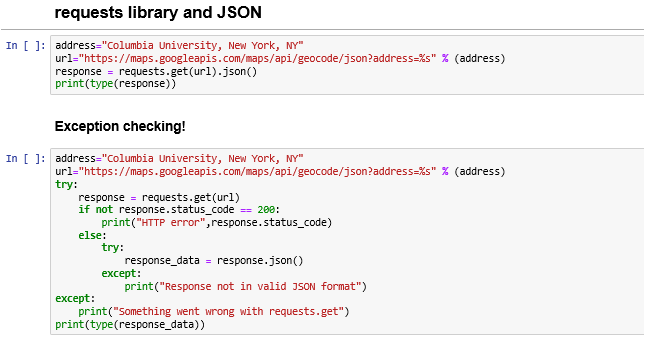 requests library and JSON
In [ ]: address="Columbia University, New York, NY"
url="https://maps.googleapis.com/maps/api/geocode/json?address=%s" % (address)
response = requests.get(url).json()
print(type(response))
Exception checking!
In [ ]: address="Columbia University, New York, NY"
url="https://maps.googleapis.com/maps/api/geocode/json?address=%s" % (address)
try:
    response = requests.get(url)
    if not response.status_code == 200:
        print("HTTP error",response.status_code)
    else:
        try:
            response_data = response.json()
        except:
            print("Response not in valid JSON format")
except:
    print("Something went wrong with requests.get")
print(type(response_data))